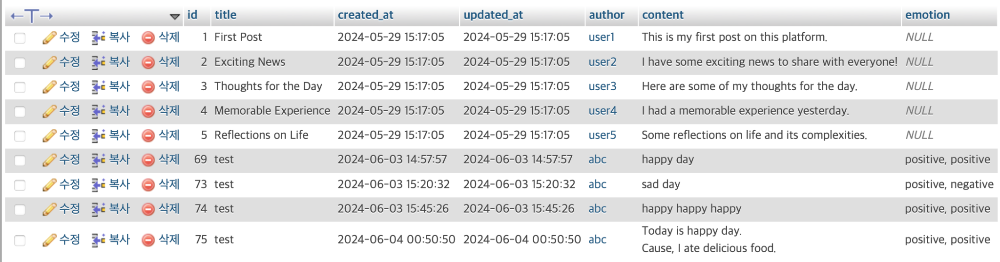 ←T→ id title created_at updated_at author content emotion
수정 복사 삭제 1 First Post 2024-05-29 15:17:05 2024-05-29 15:17:05 user1 This is my first post on this platform. NULL
수정 복사 삭제 2 Exciting News 2024-05-29 15:17:05 2024-05-29 15:17:05 user2 I have some exciting news to share with everyone! NULL
수정 복사 삭제 3 Thoughts for the Day 2024-05-29 15:17:05 2024-05-29 15:17:05 user3 Here are some of my thoughts for the day. NULL
수정 복사 삭제 4 Memorable Experience 2024-05-29 15:17:05 2024-05-29 15:17:05 user4 I had a memorable experience yesterday. NULL
수정 복사 삭제 5 Reflections on Life 2024-05-29 15:17:05 2024-05-29 15:17:05 user5 Some reflections on life and its complexities. NULL
수정 복사 삭제 69 test 2024-06-03 14:57:57 2024-06-03 14:57:57 abc happy day positive, positive
수정 복사 삭제 73 test 2024-06-03 15:20:32 2024-06-03 15:20:32 abc sad day positive, negative
수정 복사 삭제 74 test 2024-06-03 15:45:26 2024-06-03 15:45:26 abc happy happy happy positive, positive
수정 복사 삭제 75 test 2024-06-04 00:50:50 2024-06-04 00:50:50 abc Today is happy day.
Cause, I ate delicious food. positive, positive